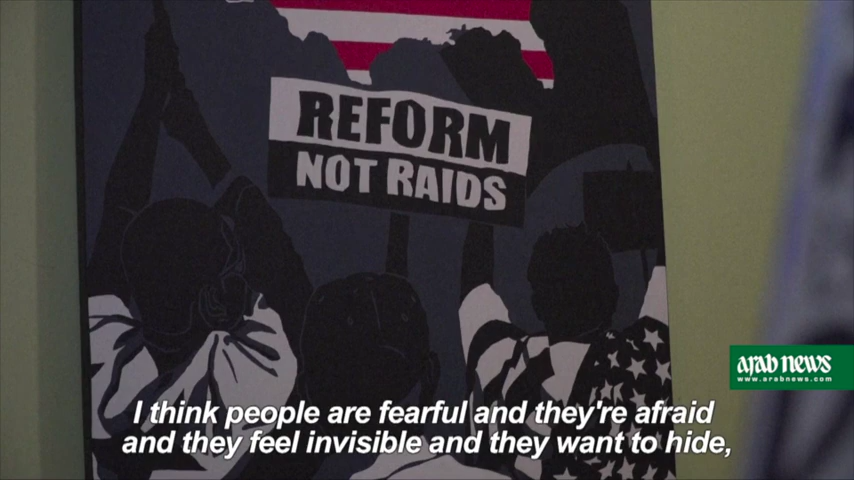 REFORM
NOT RAIDS
arab news
www.arabnews.com
I think people are fearful and they're afraid
and they feel invisible and they want to hide,